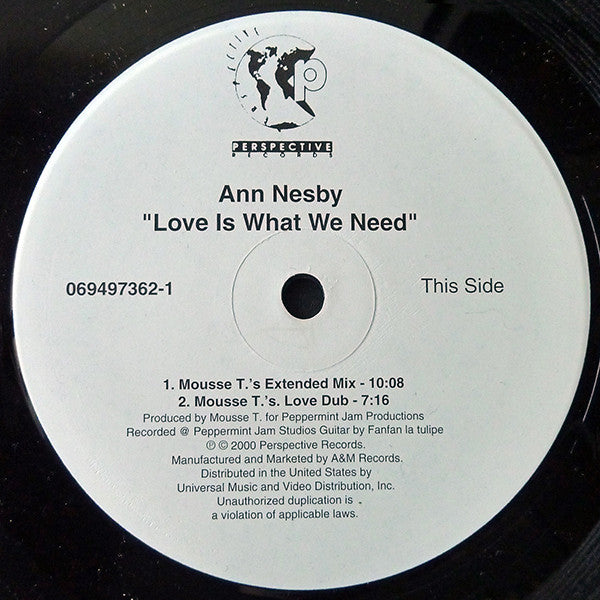 PERSPECTIVE
p
PERSPECTIVE
RECORDS
Ann Nesby
"Love Is What We Need"
069497362-1
This Side
1. Mousse T.'s Extended Mix - 10:08
2. Mousse T.'s. Love Dub - 7:16
Produced by Mousse T. for Peppermint Jam Productions
Recorded @ Peppermint Jam Studios Guitar by Fanfan la tulipe
℗ © 2000 Perspective Records.
Manufactured and Marketed by A&M Records.
Distributed in the United States by
Universal Music and Video Distribution, Inc.
Unauthorized duplication is
a violation of applicable laws.